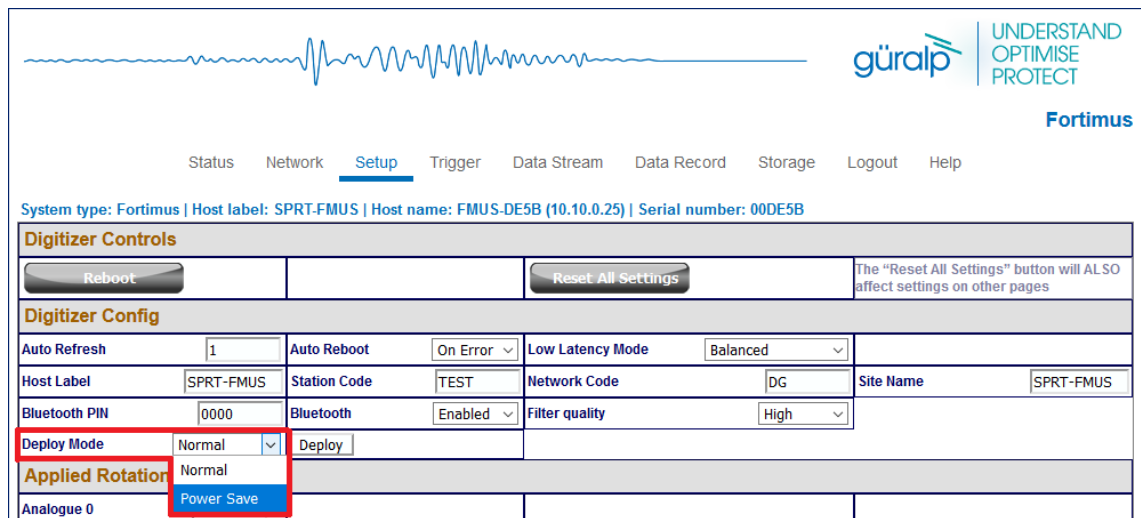 güralp
UNDERSTAND
OPTIMISE
PROTECT
Fortimus
Status Network Setup Trigger Data Stream Data Record Storage Logout Help
System type: Fortimus | Host label: SPRT-FMUS | Host name: FMUS-DE5B (10.10.0.25) | Serial number: 00DE5B
Digitizer Controls
Reboot Reset All Settings The “Reset All Settings” button will ALSO
affect settings on other pages
Digitizer Config
Auto Refresh 1 Auto Reboot On Error Low Latency Mode Balanced
Host Label SPRT-FMUS Station Code TEST Network Code DG Site Name SPRT-FMUS
Bluetooth PIN 0000 Bluetooth Enabled Filter quality High
Deploy Mode Normal Deploy
Applied Rotation Normal
Power Save
Analogue 0